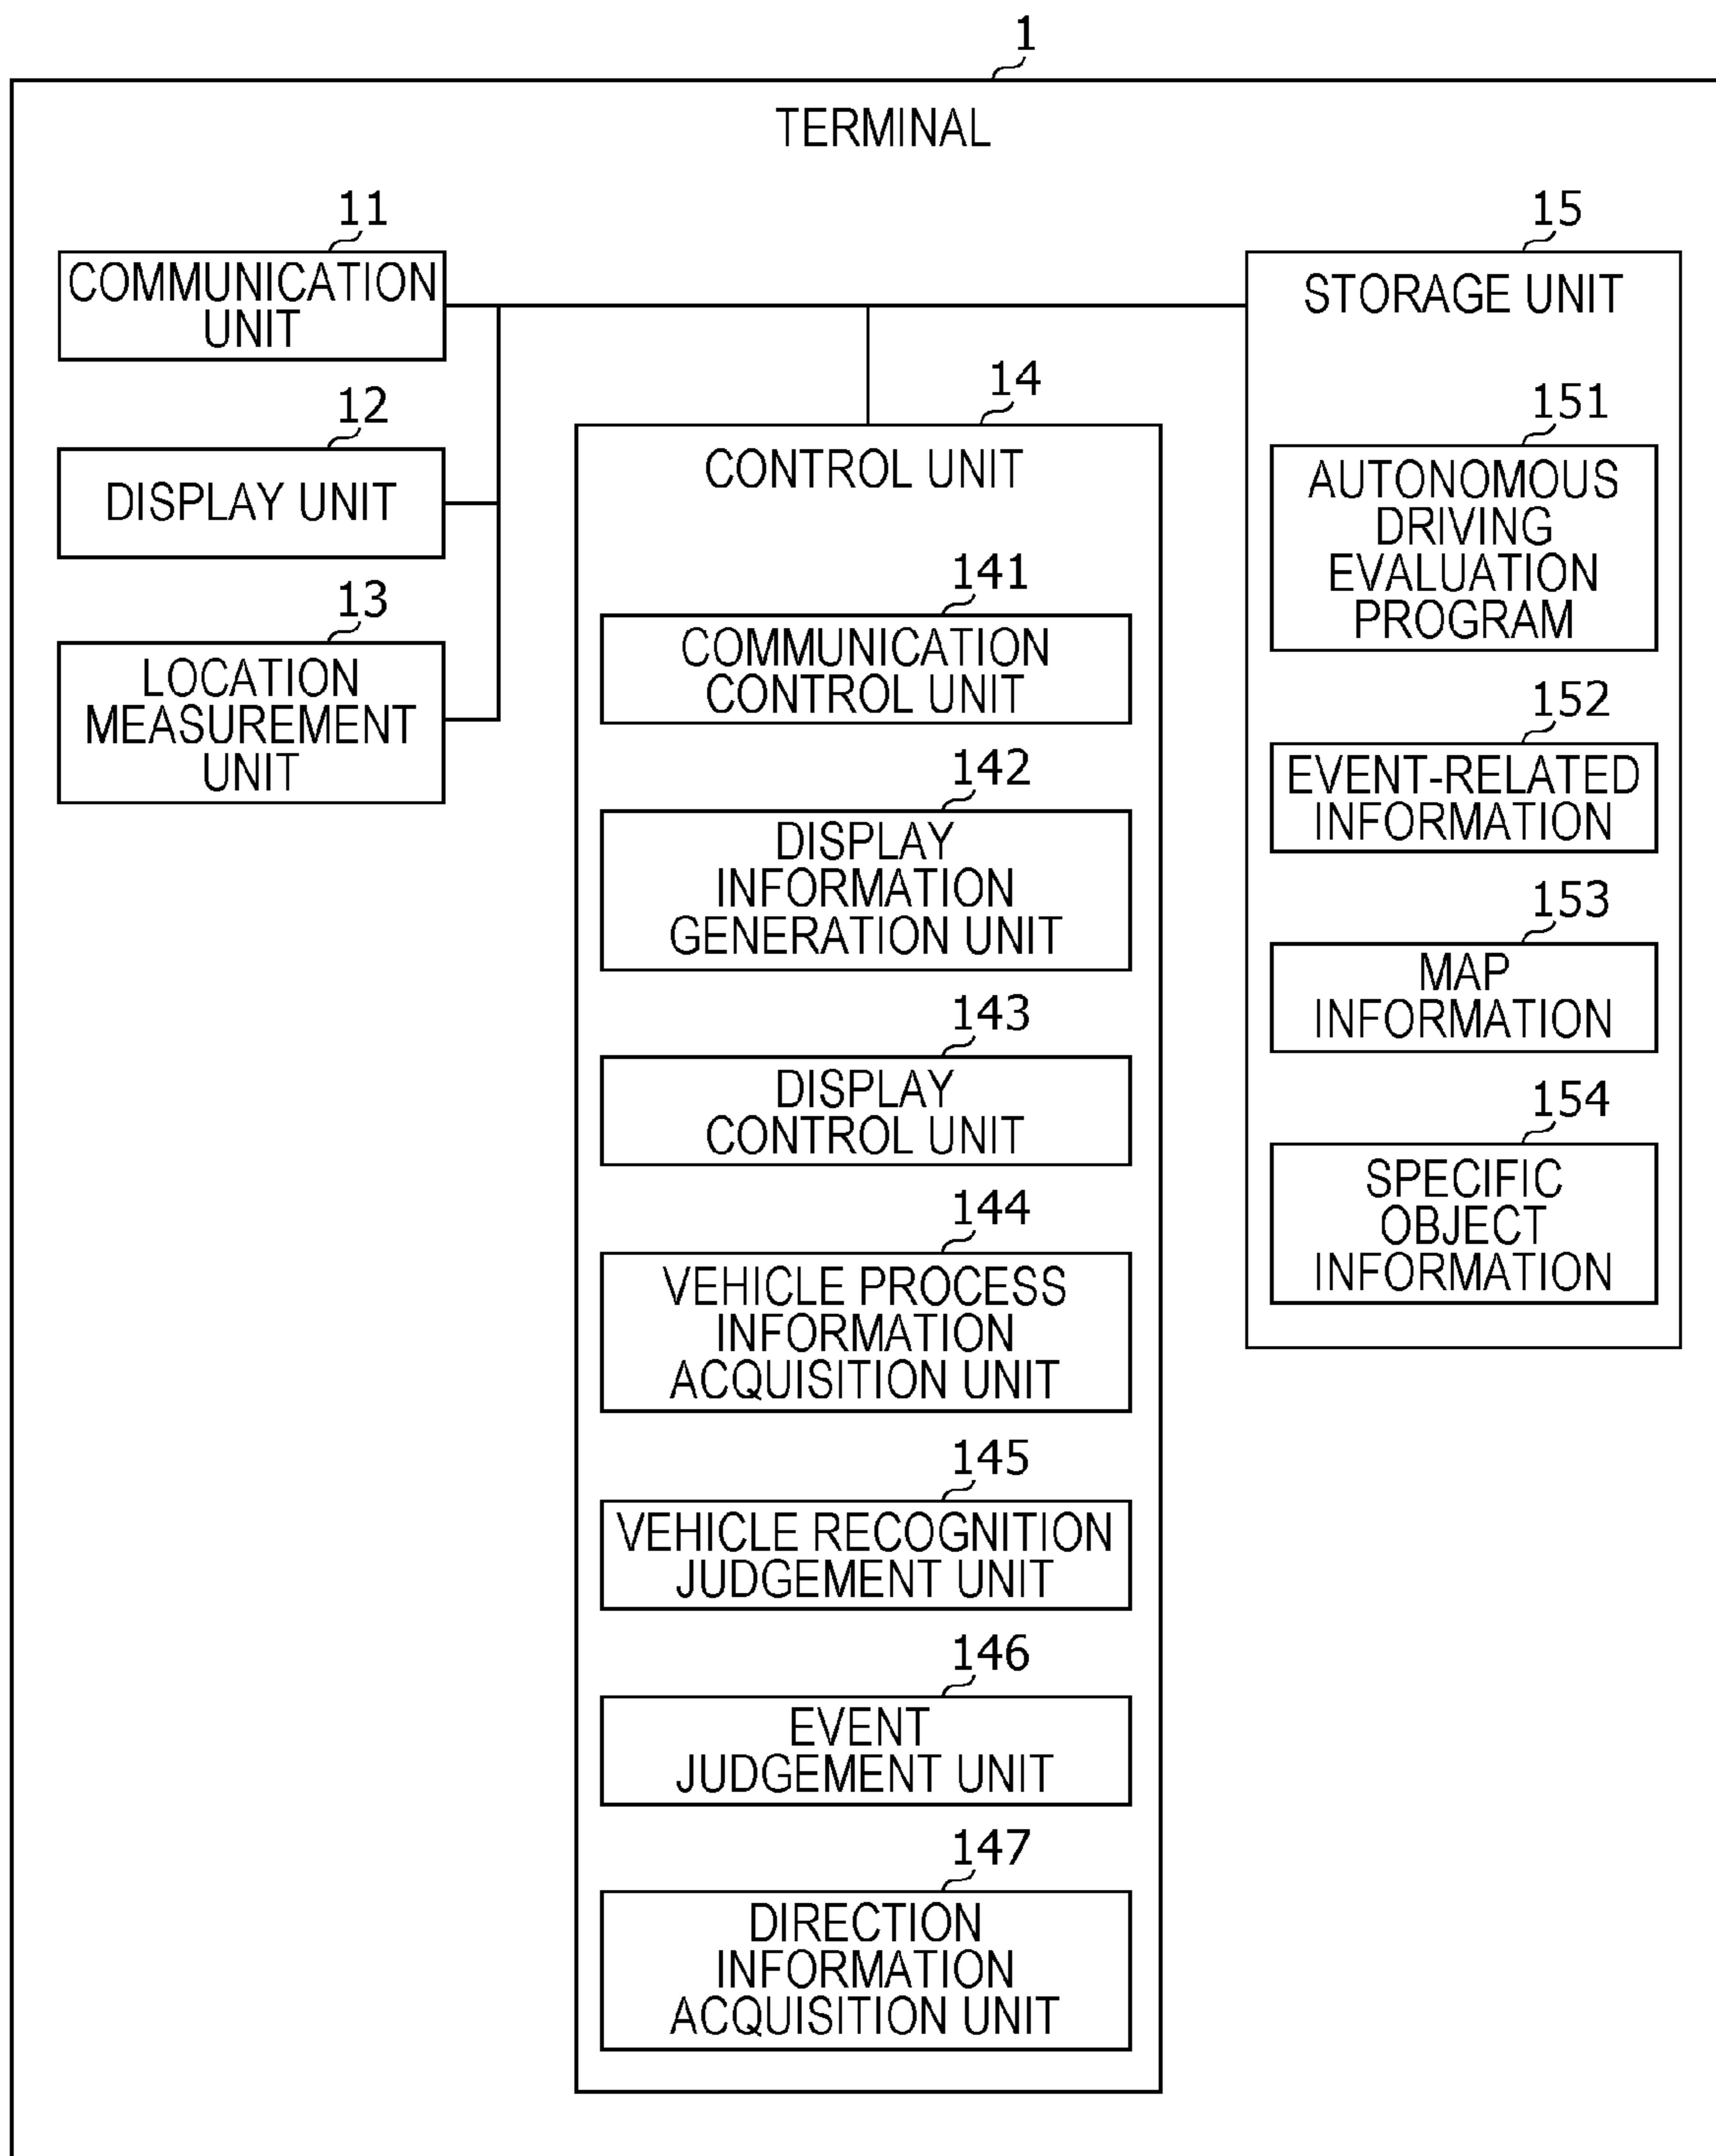 1
TERMINAL
11
COMMUNICATION
UNIT
12
DISPLAY UNIT
13
LOCATION
MEASUREMENT
UNIT
14
CONTROL UNIT
141
COMMUNICATION
CONTROL UNIT
142
DISPLAY
INFORMATION
GENERATION UNIT
143
DISPLAY
CONTROL UNIT
144
VEHICLE PROCESS
INFORMATION
ACQUISITION UNIT
145
VEHICLE RECOGNITION
JUDGEMENT UNIT
146
EVENT
JUDGEMENT UNIT
147
DIRECTION
INFORMATION
ACQUISITION UNIT
15
STORAGE UNIT
151
AUTONOMOUS
DRIVING
EVALUATION
PROGRAM
152
EVENT-RELATED
INFORMATION
153
MAP
INFORMATION
154
SPECIFIC
OBJECT
INFORMATION